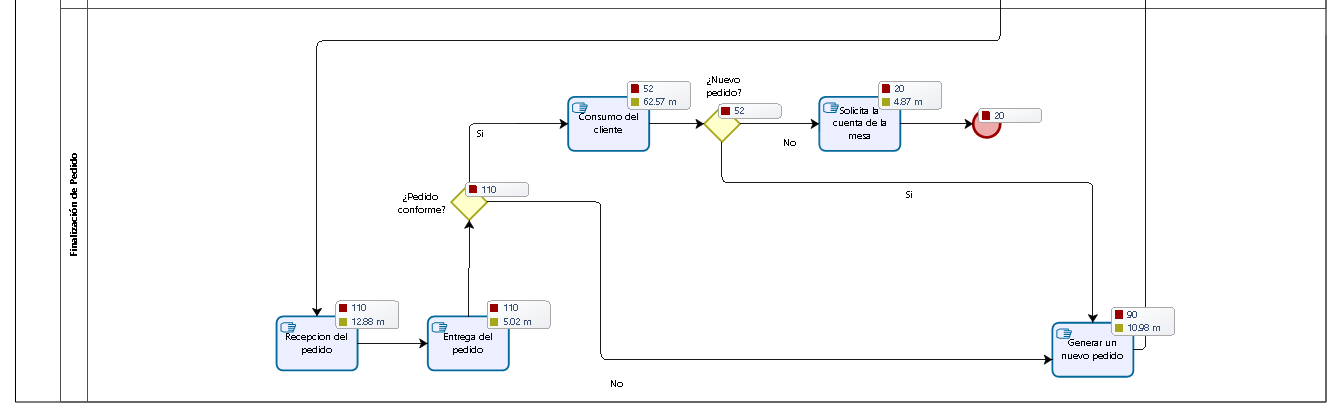 Finalización de Pedido
¿Nuevo
pedido?
52
62.57 m
Consumo del
cliente
52
20
4.87 m
Solicita la
cuenta de la
mesa
20
Si
No
¿Pedido
conforme?
110
Si
110
12.88 m
Recepcion del
pedido
110
5.02 m
Entrega del
pedido
90
10.98 m
Generar un
nuevo pedido
No